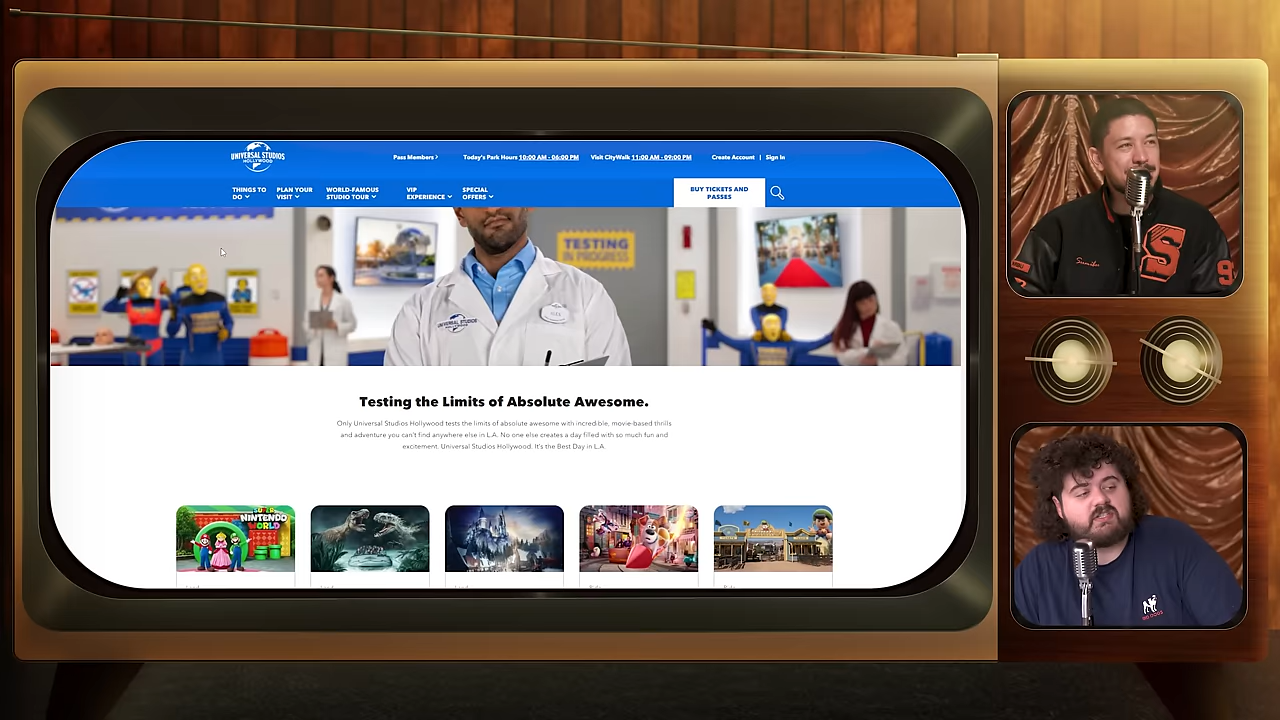 UNIVERSAL STUDIOS
HOLLYWOOD
Pass Members
Today's Park Hours 10:00 AM - 06:00 PM
Visit CityWalk 11:00 AM - 09:00 PM
Create Account | Sign In
THINGS TO
DO
PLAN YOUR
VISIT
WORLD-FAMOUS
STUDIO TOUR
VIP
EXPERIENCE
SPECIAL
OFFERS
BUY TICKETS AND
PASSES
TESTING
IN PROGRESS
UNIVERSAL STUDIOS
HOLLYWOOD
Testing the Limits of Absolute Awesome.
Only Universal Studios Hollywood tests the limits of absolute awesome with incredible, movie-based thrills
and adventure you can't find anywhere else in L.A. No one else creates a day filled with so much fun and
excitement. Universal Studios Hollywood. It's the Best Day in L.A.
SUPER
NINTENDO
WORLD
S
9